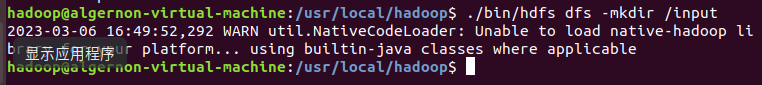 hadoop@algernon-virtual-machine:/usr/local/hadoop$ ./bin/hdfs dfs -mkdir /input
2023-03-06 16:49:52,292 WARN util.NativeCodeLoader: Unable to load native-hadoop li
显示应用程序 ur platform... using builtin-java classes where applicable
hadoop@algernon-virtual-machine:/usr/local/hadoop$